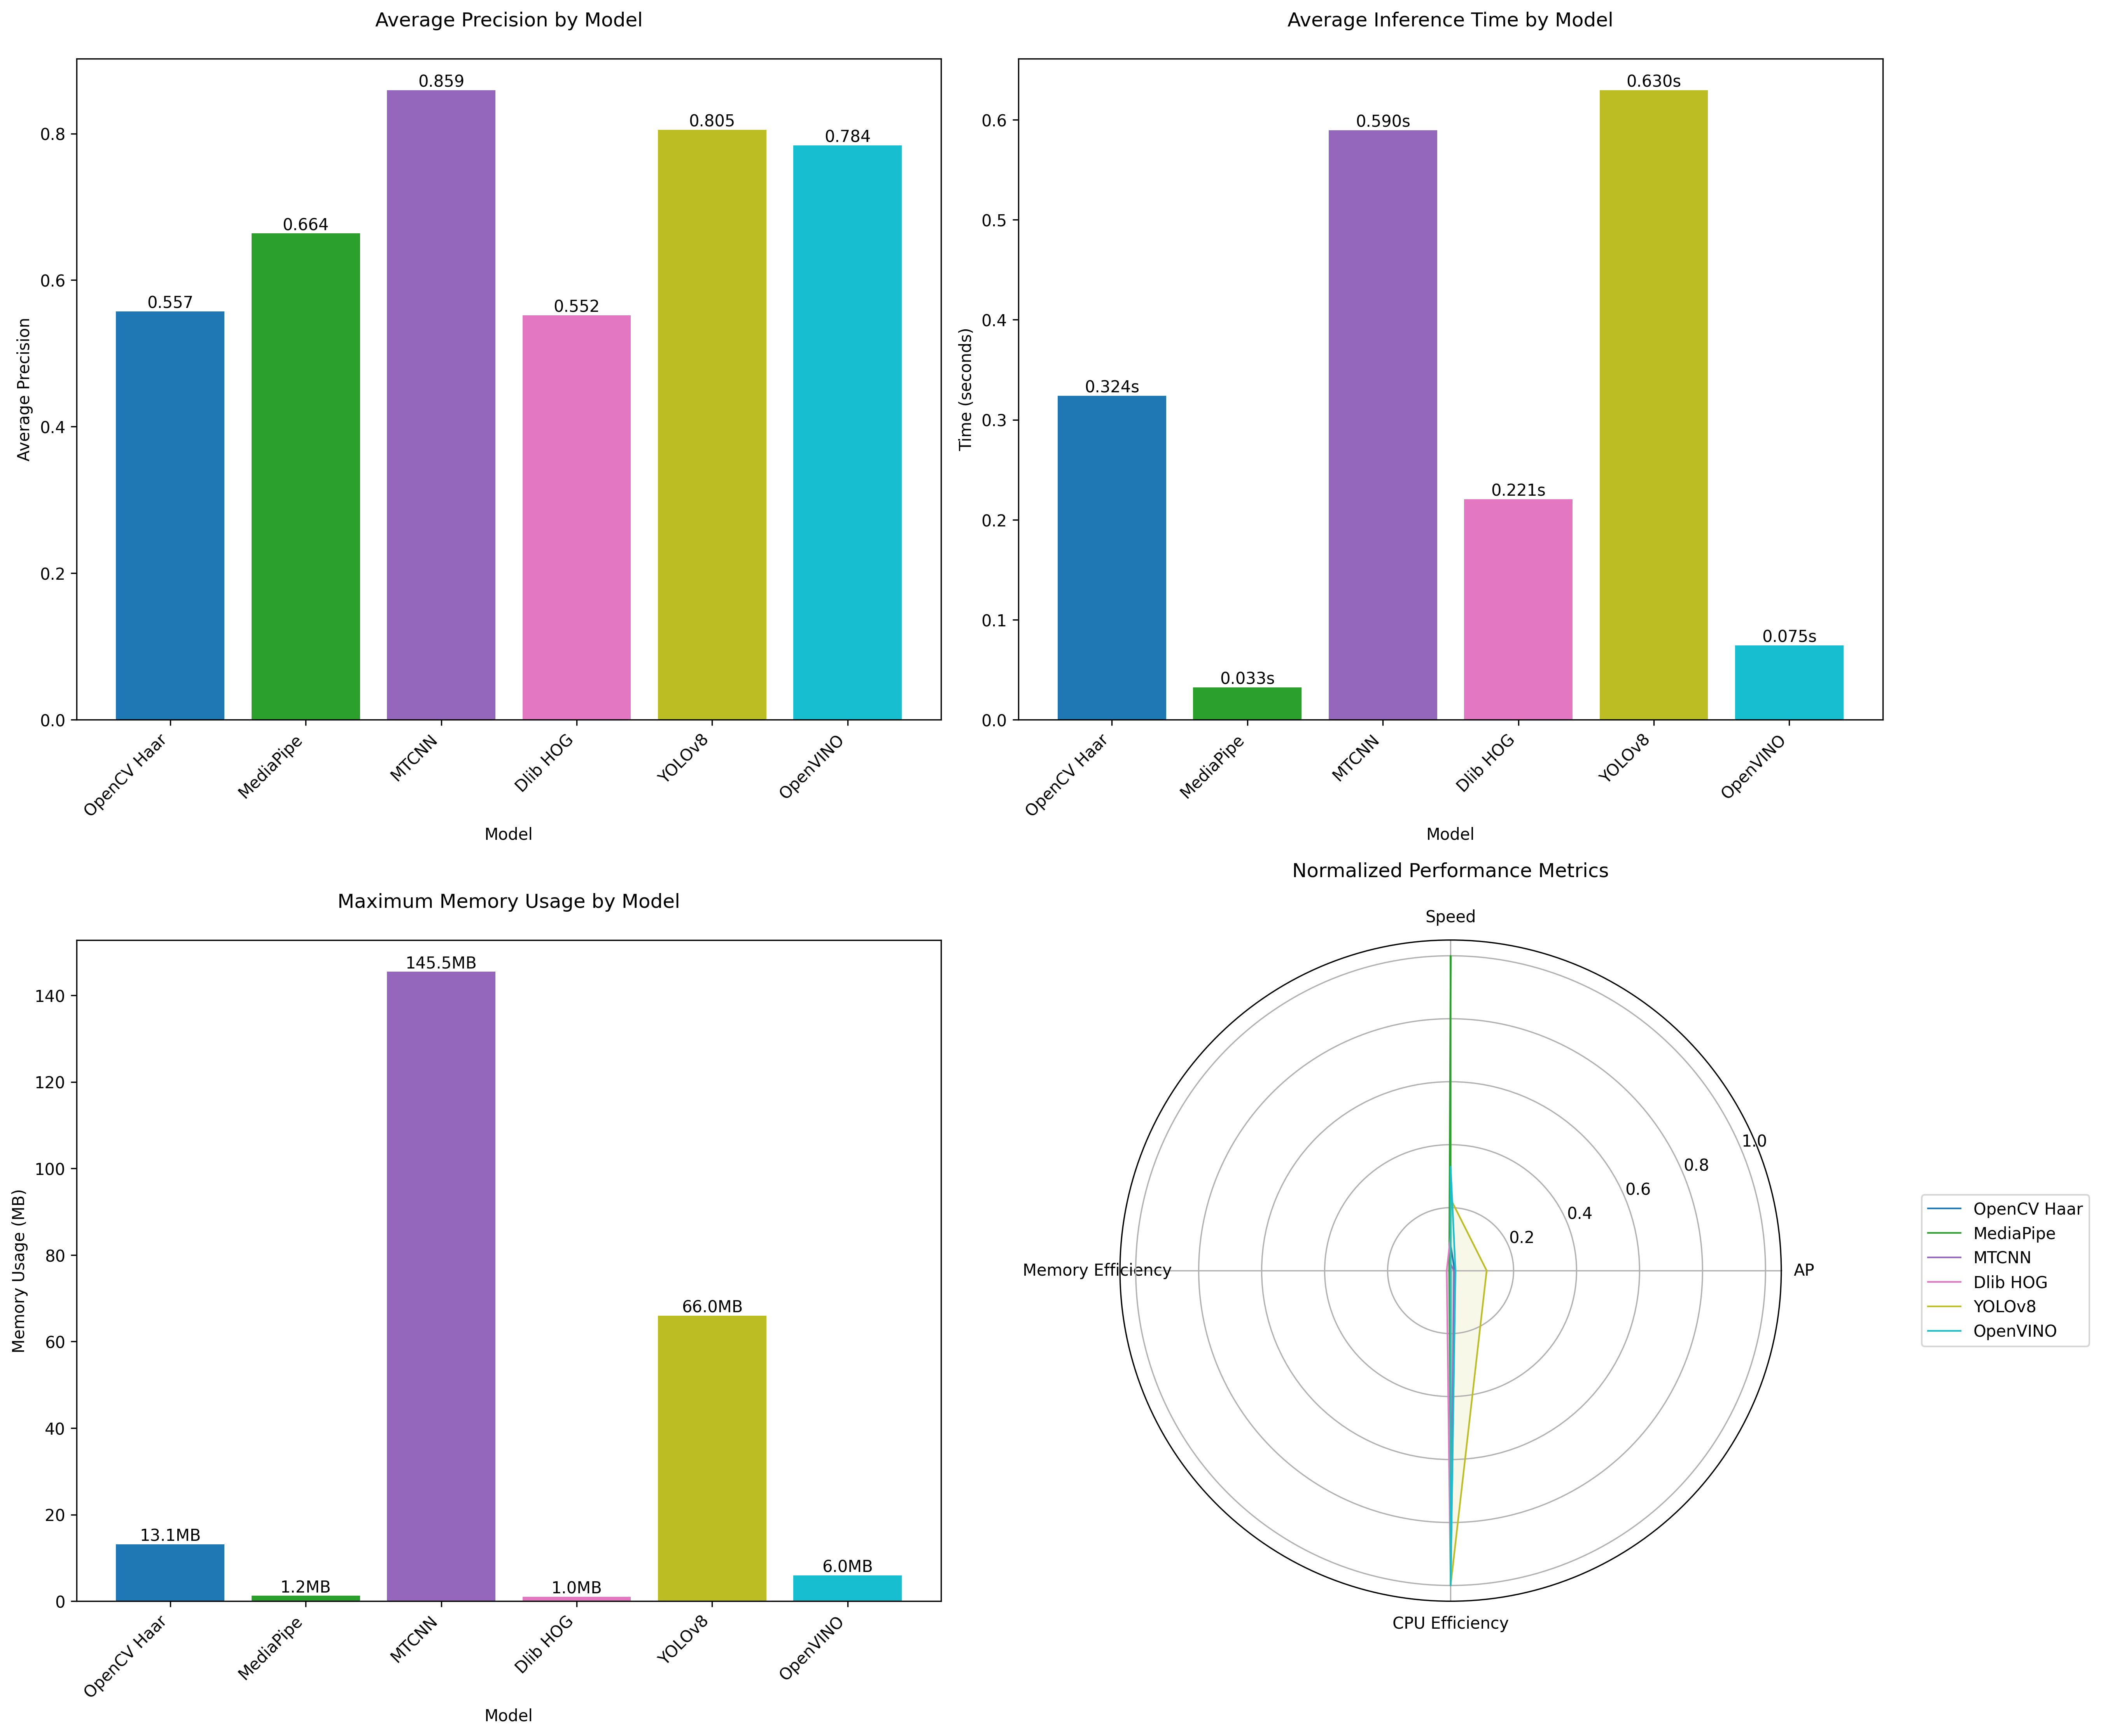 Average Precision by Model
Average Precision
0.8
0.6
0.4
0.2
0.0
0.557
0.664
0.859
0.552
0.805
0.784
OpenCV Haar
MediaPipe
MTCNN
Dlib HOG
YOLOv8
OpenVINO
Model
Average Inference Time by Model
Time (seconds)
0.6
0.5
0.4
0.3
0.2
0.1
0.0
0.324s
0.033s
0.590s
0.221s
0.630s
0.075s
OpenCV Haar
MediaPipe
MTCNN
Dlib HOG
YOLOv8
OpenVINO
Model
Maximum Memory Usage by Model
Memory Usage (MB)
140
120
100
80
60
40
20
0
13.1MB
1.2MB
145.5MB
1.0MB
66.0MB
6.0MB
OpenCV Haar
MediaPipe
MTCNN
Dlib HOG
YOLOv8
OpenVINO
Model
Normalized Performance Metrics
Speed
1.0
0.8
0.6
0.4
0.2
Memory Efficiency
AP
CPU Efficiency
OpenCV Haar
MediaPipe
MTCNN
Dlib HOG
YOLOv8
OpenVINO